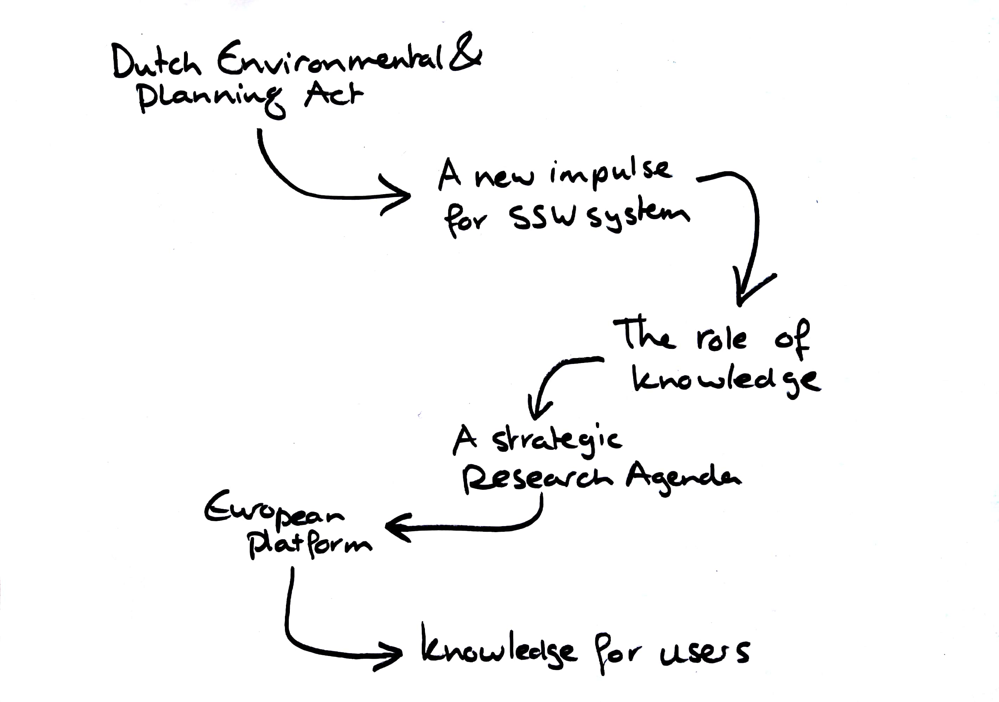 Dutch Environmental &
Planning Act
A new impulse
for SSW system
The role of
knowledge
A strategic
Research Agenda
European
Platform
knowledge for users